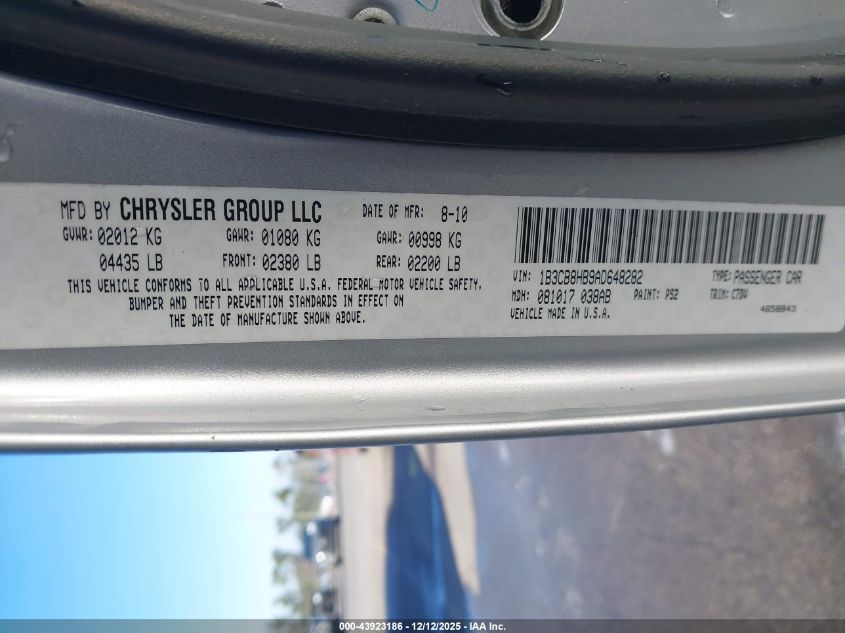 MFD BY CHRYSLER GROUP LLC DATE OF MFR: 8-10
GVWR: 02012 KG GAWR: 01080 KG GAWR: 00998 KG
04435 LB FRONT: 02380 LB REAR: 02200 LB
THIS VEHICLE CONFORMS TO ALL APPLICABLE U.S.A. FEDERAL MOTOR VEHICLE SAFETY,
BUMPER AND THEFT PREVENTION STANDARDS IN EFFECT ON
THE DATE OF MANUFACTURE SHOWN ABOVE.
VIN: 1B3CB8HB9AD648282 TYPE: PASSENGER CAR
MDH: 081017 038AB PAINT: PS2 TRIM: C7DV
VEHICLE MADE IN U.S.A. 4658843
000-43923186 - 12/12/2025 - IAA Inc.